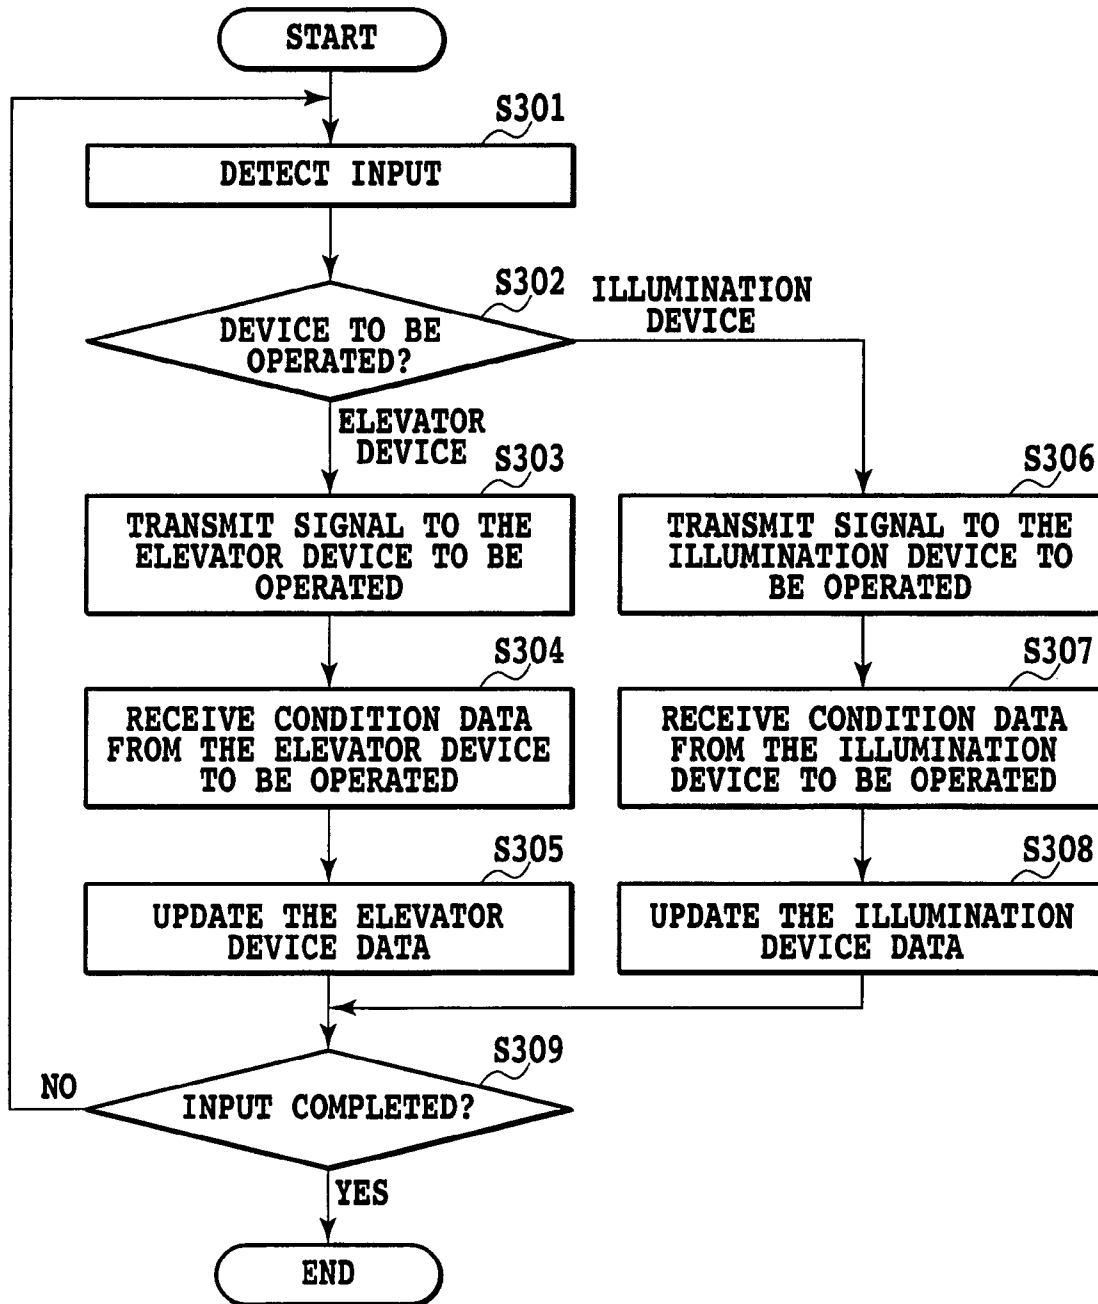 START
S301
DETECT INPUT
S302
ILLUMINATION
DEVICE
DEVICE TO BE
OPERATED?
ELEVATOR
DEVICE
S303
TRANSMIT SIGNAL TO THE
ELEVATOR DEVICE TO BE
OPERATED
S306
TRANSMIT SIGNAL TO THE
ILLUMINATION DEVICE TO
BE OPERATED
S304
RECEIVE CONDITION DATA
FROM THE ELEVATOR DEVICE
TO BE OPERATED
S307
RECEIVE CONDITION DATA
FROM THE ILLUMINATION
DEVICE TO BE OPERATED
S305
UPDATE THE ELEVATOR
DEVICE DATA
S308
UPDATE THE ILLUMINATION
DEVICE DATA
S309
NO
INPUT COMPLETED?
YES
END